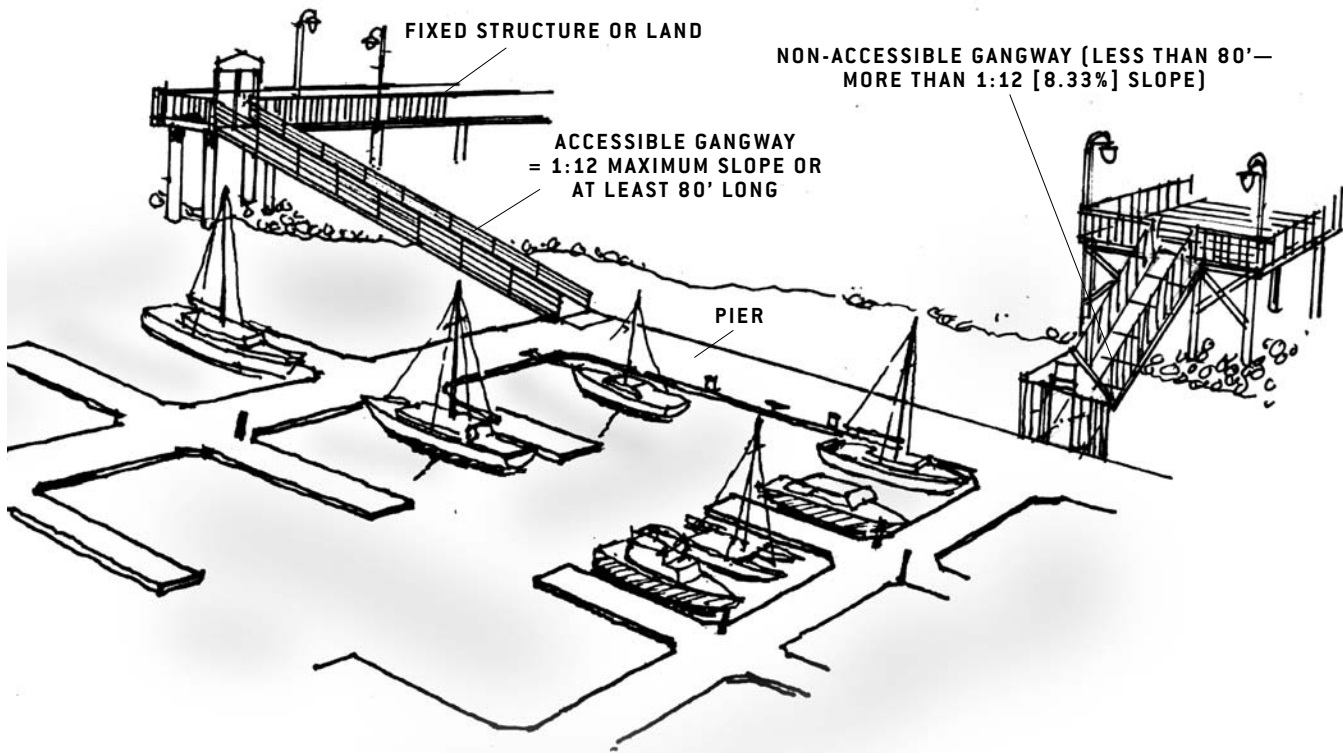 FIXED STRUCTURE OR LAND
NON-ACCESSIBLE GANGWAY (LESS THAN 80’—
MORE THAN 1:12 [8.33%] SLOPE)
ACCESSIBLE GANGWAY
= 1:12 MAXIMUM SLOPE OR
AT LEAST 80’ LONG
PIER